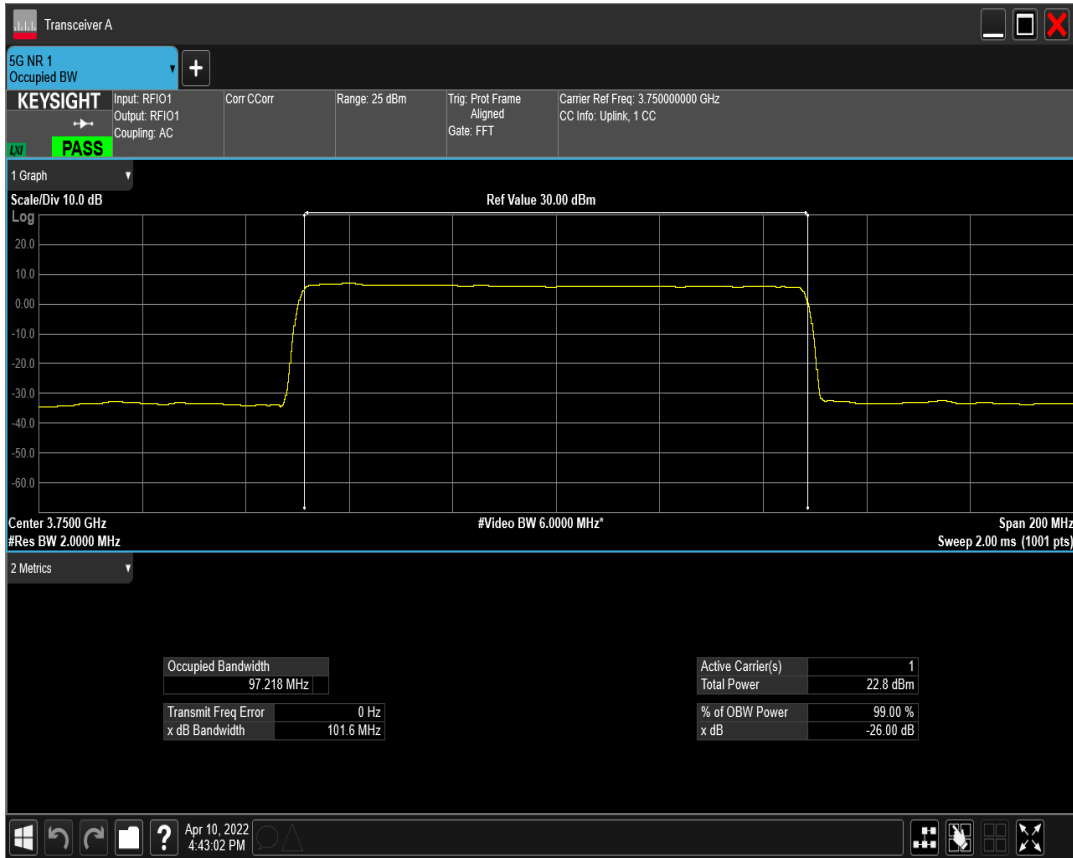 Transceiver A
5G NR 1
Occupied BW
+
KEYSIGHT
LXI
PASS
Input: RFIO1
Output: RFIO1
Coupling: AC
Corr CCorr
Range: 25 dBm
Trig: Prot Frame
Aligned
Gate: FFT
Carrier Ref Freq: 3.750000000 GHz
CC Info: Uplink, 1 CC
1 Graph
Scale/Div 10.0 dB
Ref Value 30.00 dBm
Log
20.0
10.0
0.00
-10.0
-20.0
-30.0
-40.0
-50.0
-60.0
Center 3.7500 GHz
#Video BW 6.0000 MHz*
Span 200 MHz
#Res BW 2.0000 MHz
Sweep 2.00 ms (1001 pts)
2 Metrics
Occupied Bandwidth
97.218 MHz
Transmit Freq Error 0 Hz
x dB Bandwidth 101.6 MHz
Active Carrier(s) 1
Total Power 22.8 dBm
% of OBW Power 99.00 %
x dB -26.00 dB
?
Apr 10, 2022
4:43:02 PM